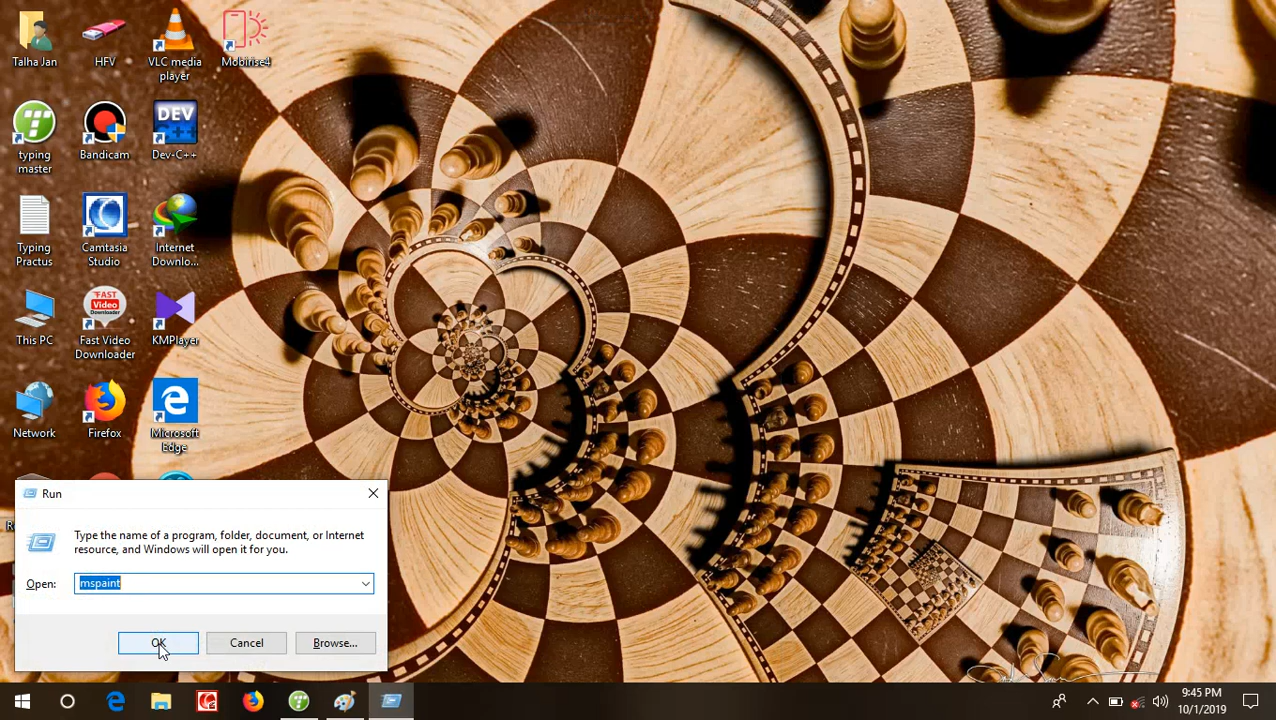 Talha Jan
HFV
VLC media
player
Mobirise4
typing
master
Bandicam
DEV
C++
Dev-C++
Typing
Practus
Camtasia
Studio
Internet
Downlo...
This PC
FAST
Video
Downloader
Fast Video
Downloader
KMPlayer
Network
Firefox
Microsoft
Edge
R
Run
Type the name of a program, folder, document, or Internet
resource, and Windows will open it for you.
Open:
mspaint
OK
Cancel
Browse...
9:45 PM
10/1/2019